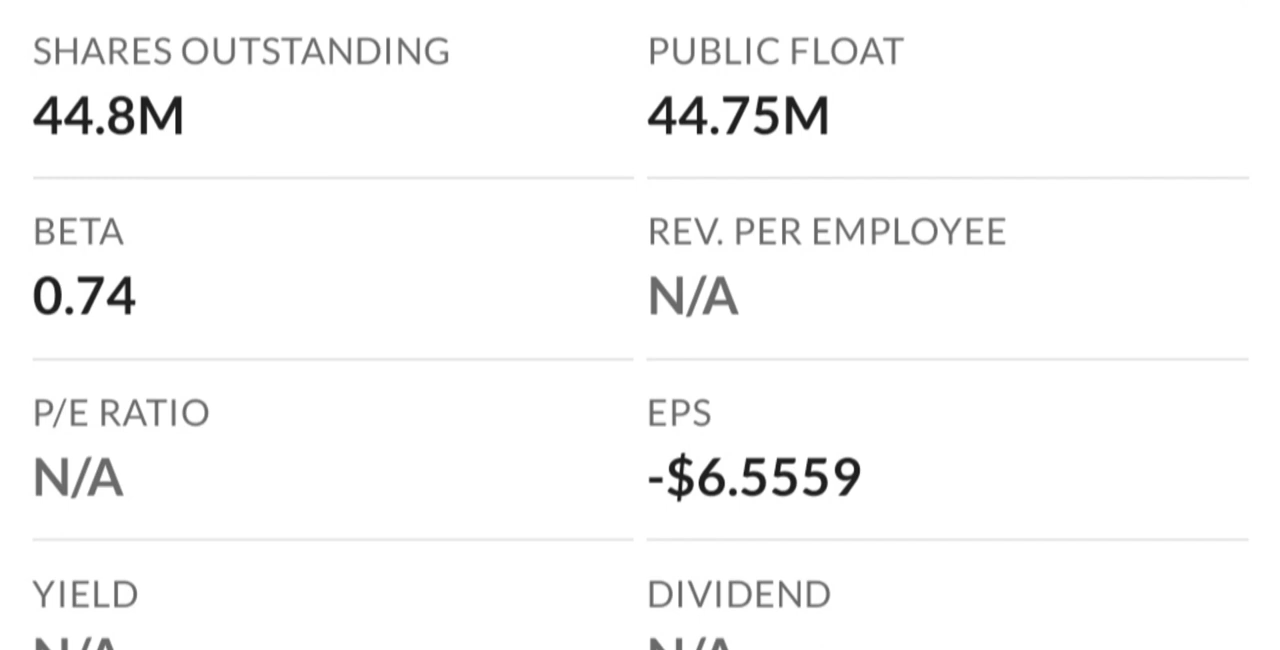 SHARES OUTSTANDING
44.8M
PUBLIC FLOAT
44.75M
BETA
0.74
REV. PER EMPLOYEE
N/A
P/E RATIO
N/A
EPS
-$6.5559
YIELD
N/A
DIVIDEND
N/A